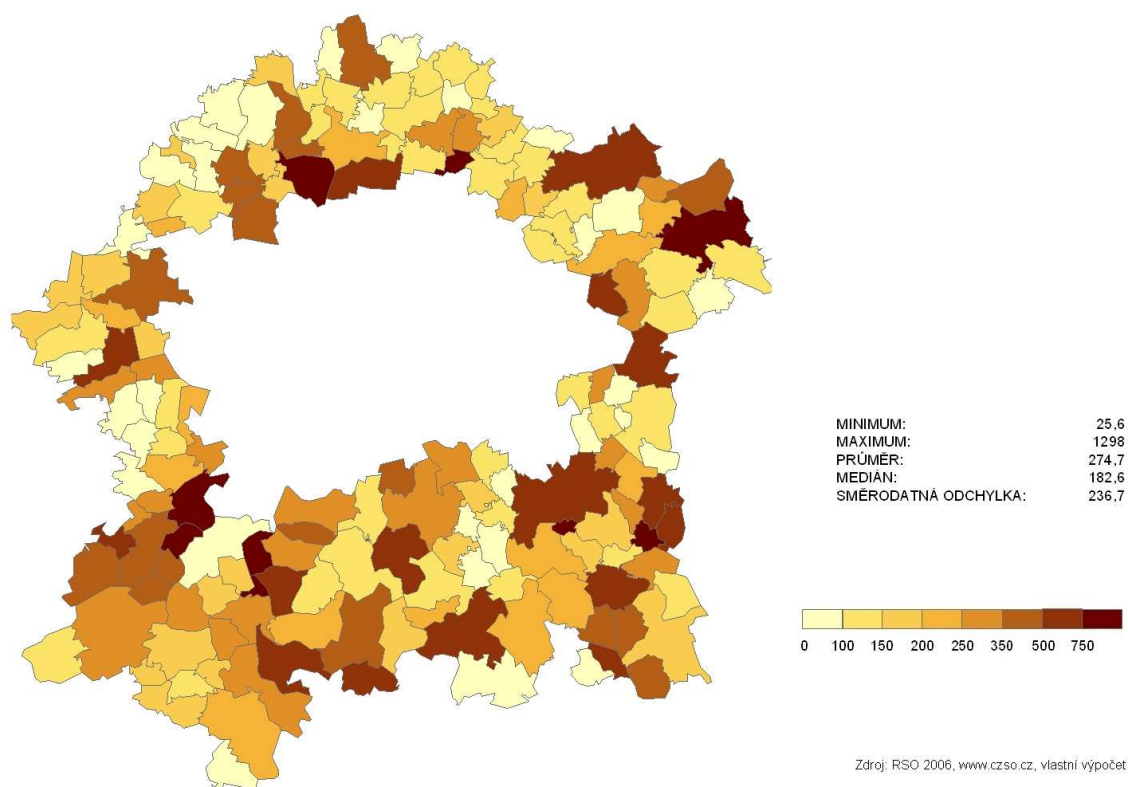 MINIMUM: 25,6
MAXIMUM: 1298
PRŮMĚR: 274,7
MEDIÁN: 182,6
SMĚRODATNÁ ODCHYLKA: 236,7
0 100 150 200 250 350 500 750
Zdroj: RSO 2006, www.czso.cz, vlastní výpočet